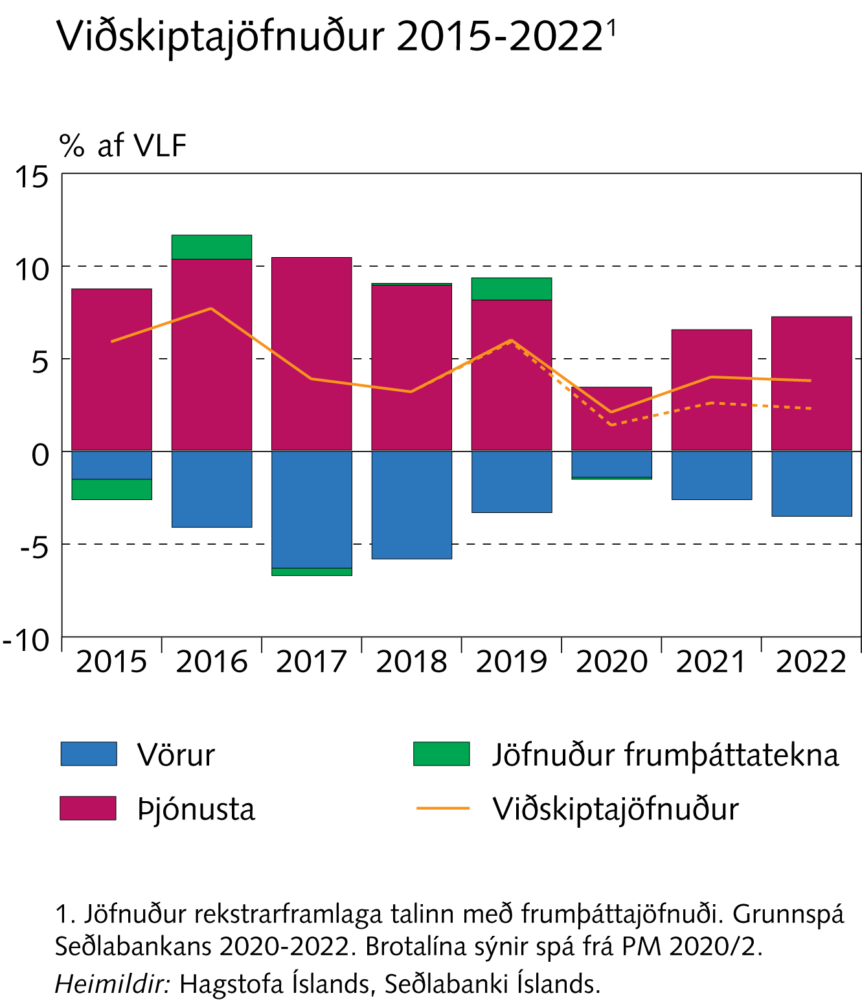 Viðskiptajöfnuður 2015-2022¹
% af VLF
15
10
5
0
-5
-10
2015 2016 2017 2018 2019 2020 2021 2022
Vörur
Jöfnuður frumþáttatekna
Þjónusta
Viðskiptajöfnuður
1. Jöfnuður rekstrarframlaga talinn með frumþáttajöfnuði. Grunnspá
Seðlabankans 2020-2022. Brotalína sýnir spá frá PM 2020/2.
Heimildir: Hagstofa Íslands, Seðlabanki Íslands.